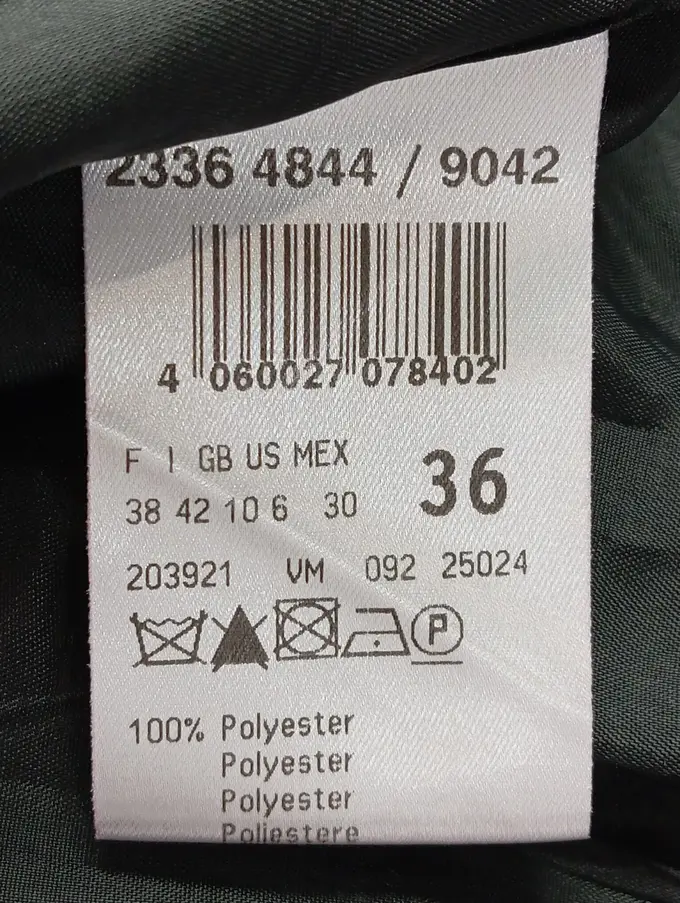 2336 4844 / 9042
4 060027 078402
F I GB US MEX
38 42 10 6 30
36
203921 VM 092 25024
P
100% Polyester
Polyester
Polyester
Poliestere